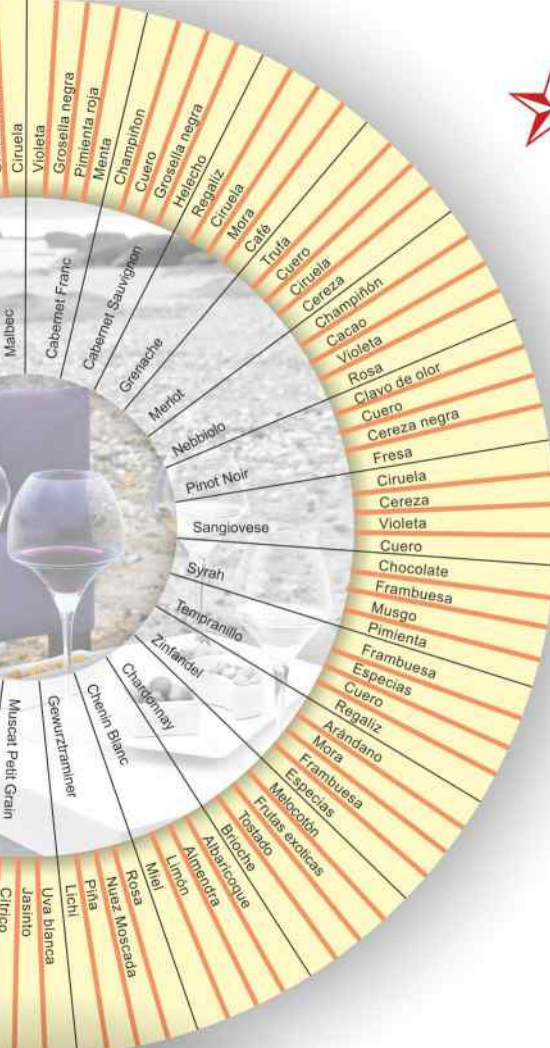 Ciruela
Violeta
Grosella negra
Pimienta roja
Menta
Champiñon
Cuero
Grosella negra
Helecho
Regaliz
Ciruela
Mora
Café
Trufa
Cuero
Ciruela
Cereza
Champiñón
Cacao
Violeta
Rosa
Clavo de olor
Cuero
Cereza negra
Fresa
Ciruela
Cereza
Violeta
Cuero
Chocolate
Frambuesa
Musgo
Pimienta
Frambuesa
Especias
Cuero
Regaliz
Arándano
Mora
Frambuesa
Especias
Melocotón
Frutas exoticas
Tostado
Brioche
Albaricoque
Almendra
Limón
Miel
Rosa
Nuez Moscada
Piña
Lichi
Uva blanca
Jasinto
Citrico
Malbec
Cabernet Franc
Cabernet Sauvignon
Grenache
Merlot
Nebbiolo
Pinot Noir
Sangiovese
Syrah
Tempranillo
Zinfandel
Chardonnay
Chenin Blanc
Gewurztraminer
Muscat Petit Grain